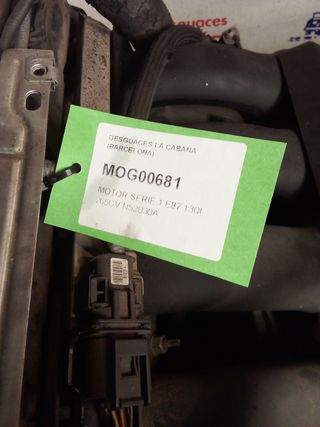 DESGUACES LA CABAÑA
(BARCELONA)
MOG00681
MOTOR SERIE 1 E87 130I
265CV N52B30A